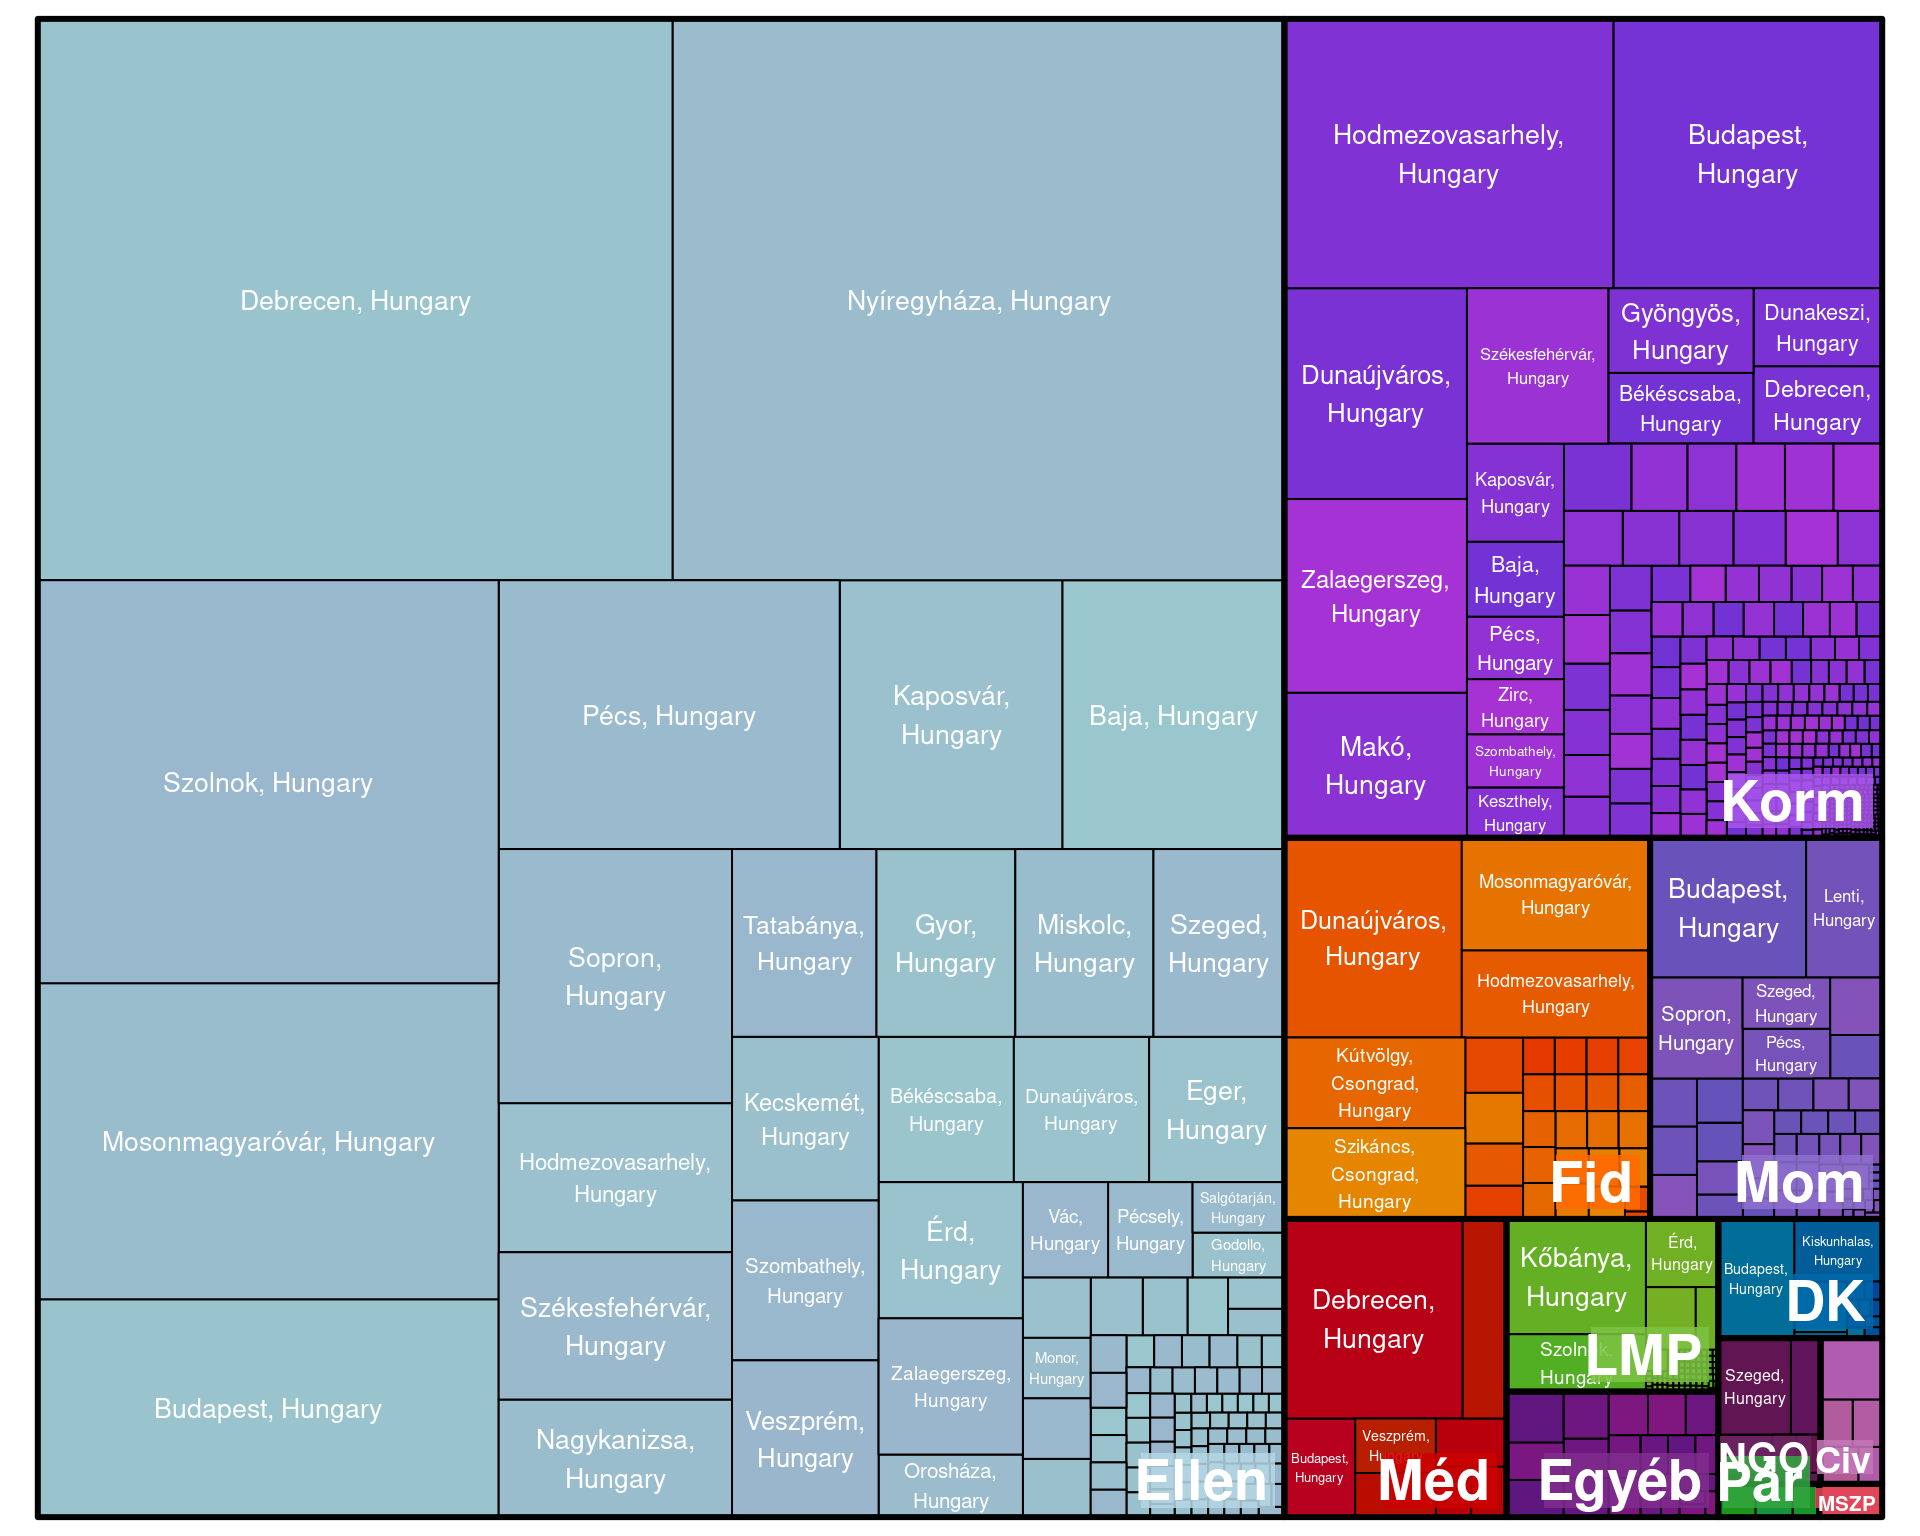 Debrecen, Hungary
Nyíregyháza, Hungary
Szolnok, Hungary
Mosonmagyaróvár, Hungary
Budapest, Hungary
Pécs, Hungary
Kaposvár,
Hungary
Baja, Hungary
Sopron,
Hungary
Hodmezovasarhely,
Hungary
Székesfehérvár,
Hungary
Nagykanizsa,
Hungary
Tatabánya,
Hungary
Gyor,
Hungary
Miskolc,
Hungary
Szeged,
Hungary
Kecskemét,
Hungary
Szombathely,
Hungary
Veszprém,
Hungary
Békéscsaba,
Hungary
Dunaújváros,
Hungary
Eger,
Hungary
Érd,
Hungary
Zalaegerszeg,
Hungary
Orosháza,
Hungary
Vác,
Hungary
Pécsely,
Hungary
Salgótarján,
Hungary
Godollo,
Hungary
Monor,
Hungary
Ellen
Hodmezovasarhely,
Hungary
Budapest,
Hungary
Dunaújváros,
Hungary
Zalaegerszeg,
Hungary
Makó,
Hungary
Székesfehérvár,
Hungary
Gyöngyös,
Hungary
Dunakeszi,
Hungary
Békéscsaba,
Hungary
Debrecen,
Hungary
Kaposvár,
Hungary
Baja,
Hungary
Pécs,
Hungary
Zirc,
Hungary
Szombathely,
Hungary
Keszthely,
Hungary
Korm
Dunaújváros,
Hungary
Mosonmagyaróvár,
Hungary
Hodmezovasarhely,
Hungary
Kútvölgy,
Csongrad,
Hungary
Szikáncs,
Csongrad,
Hungary
Fid
Budapest,
Hungary
Lenti,
Hungary
Sopron,
Hungary
Szeged,
Hungary
Pécs,
Hungary
Mom
Debrecen,
Hungary
Budapest,
Hungary
Veszprém,
Hungary
Méd
Kőbánya,
Hungary
Érd,
Hungary
Szolnok,
Hungary
LMP
Egyéb
Budapest,
Hungary
Kiskunhalas,
Hungary
DK
Szeged,
Hungary
NGO
Civ
Pár
MSZP